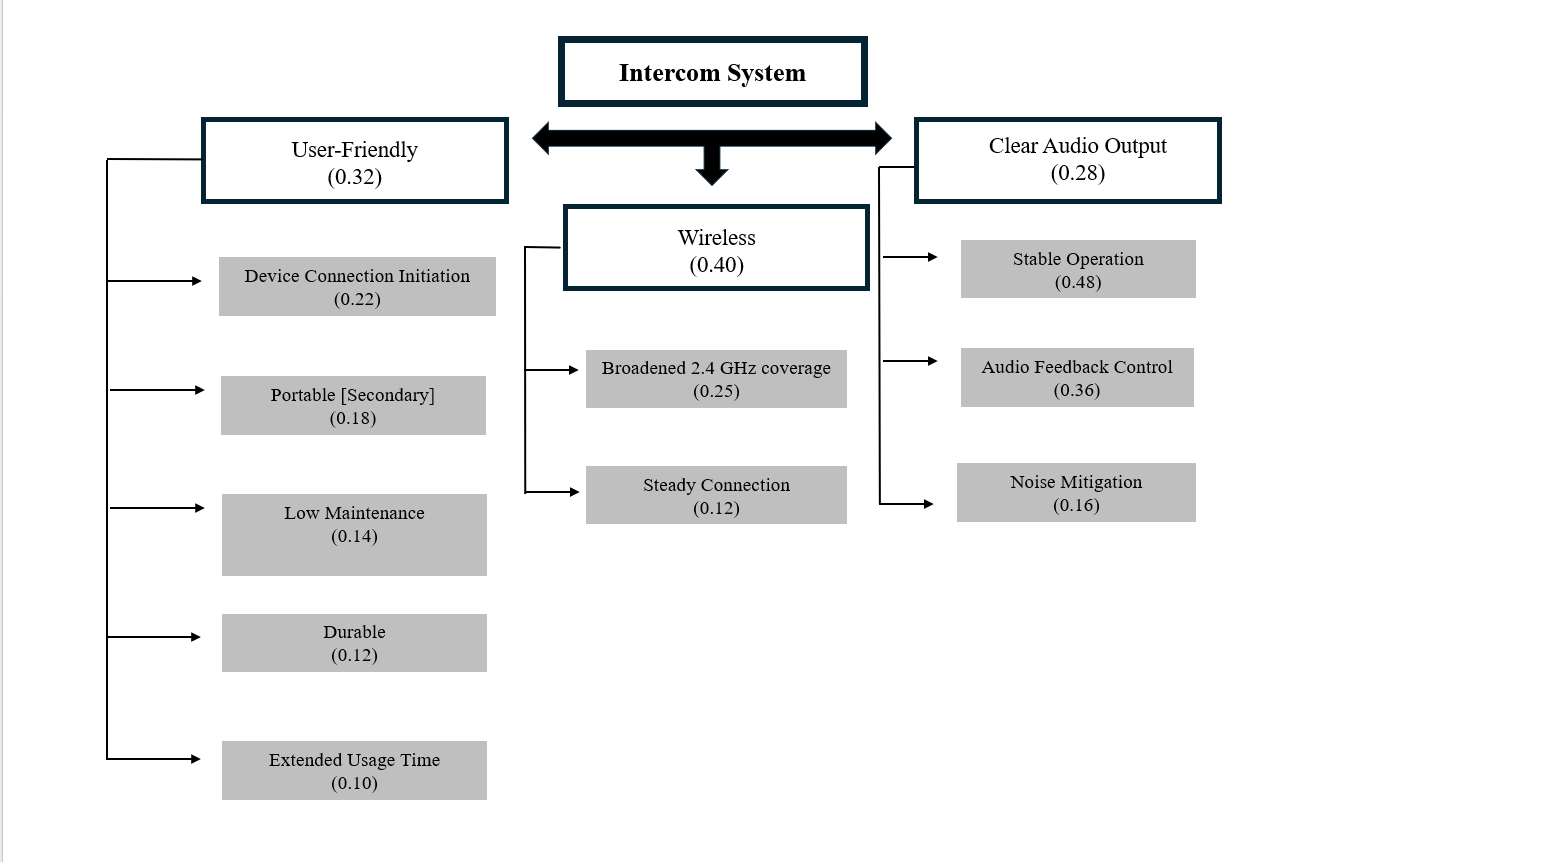 Intercom System
User-Friendly
(0.32)
Device Connection Initiation
(0.22)
Portable [Secondary]
(0.18)
Low Maintenance
(0.14)
Durable
(0.12)
Extended Usage Time
(0.10)
Wireless
(0.40)
Broadened 2.4 GHz coverage
(0.25)
Steady Connection
(0.12)
Clear Audio Output
(0.28)
Stable Operation
(0.48)
Audio Feedback Control
(0.36)
Noise Mitigation
(0.16)